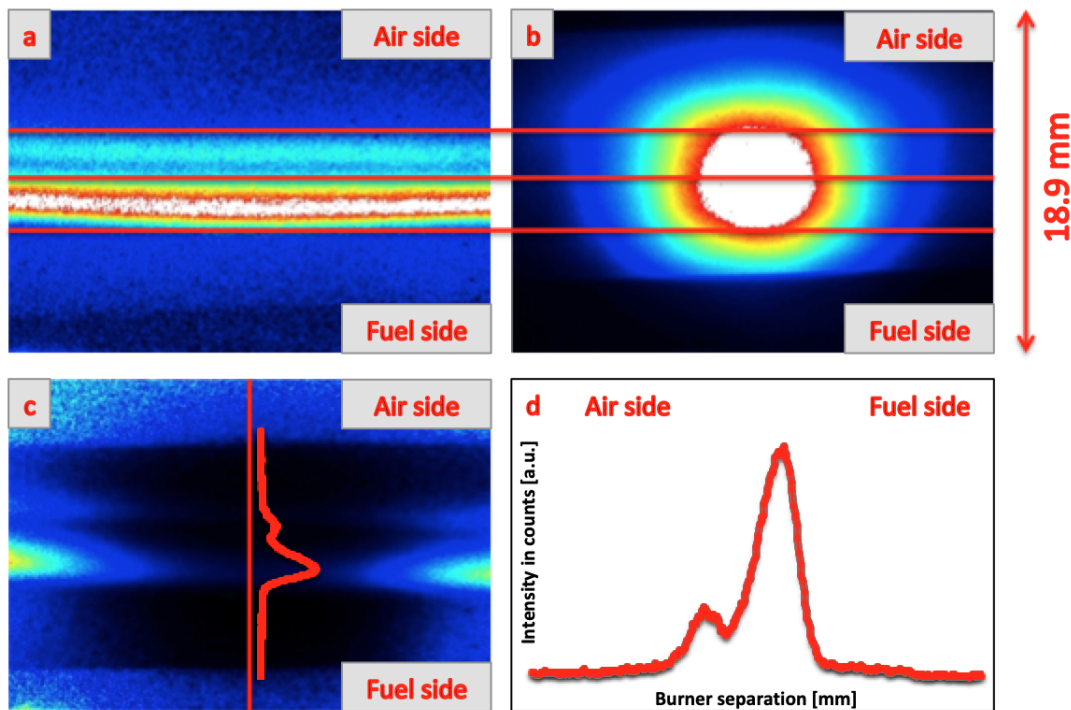 a
Air side
b
Air side
Fuel side
Fuel side
18.9 mm
c
Air side
Fuel side
d
Air side
Fuel side
Intensity in counts [a.u.]
Burner separation [mm]